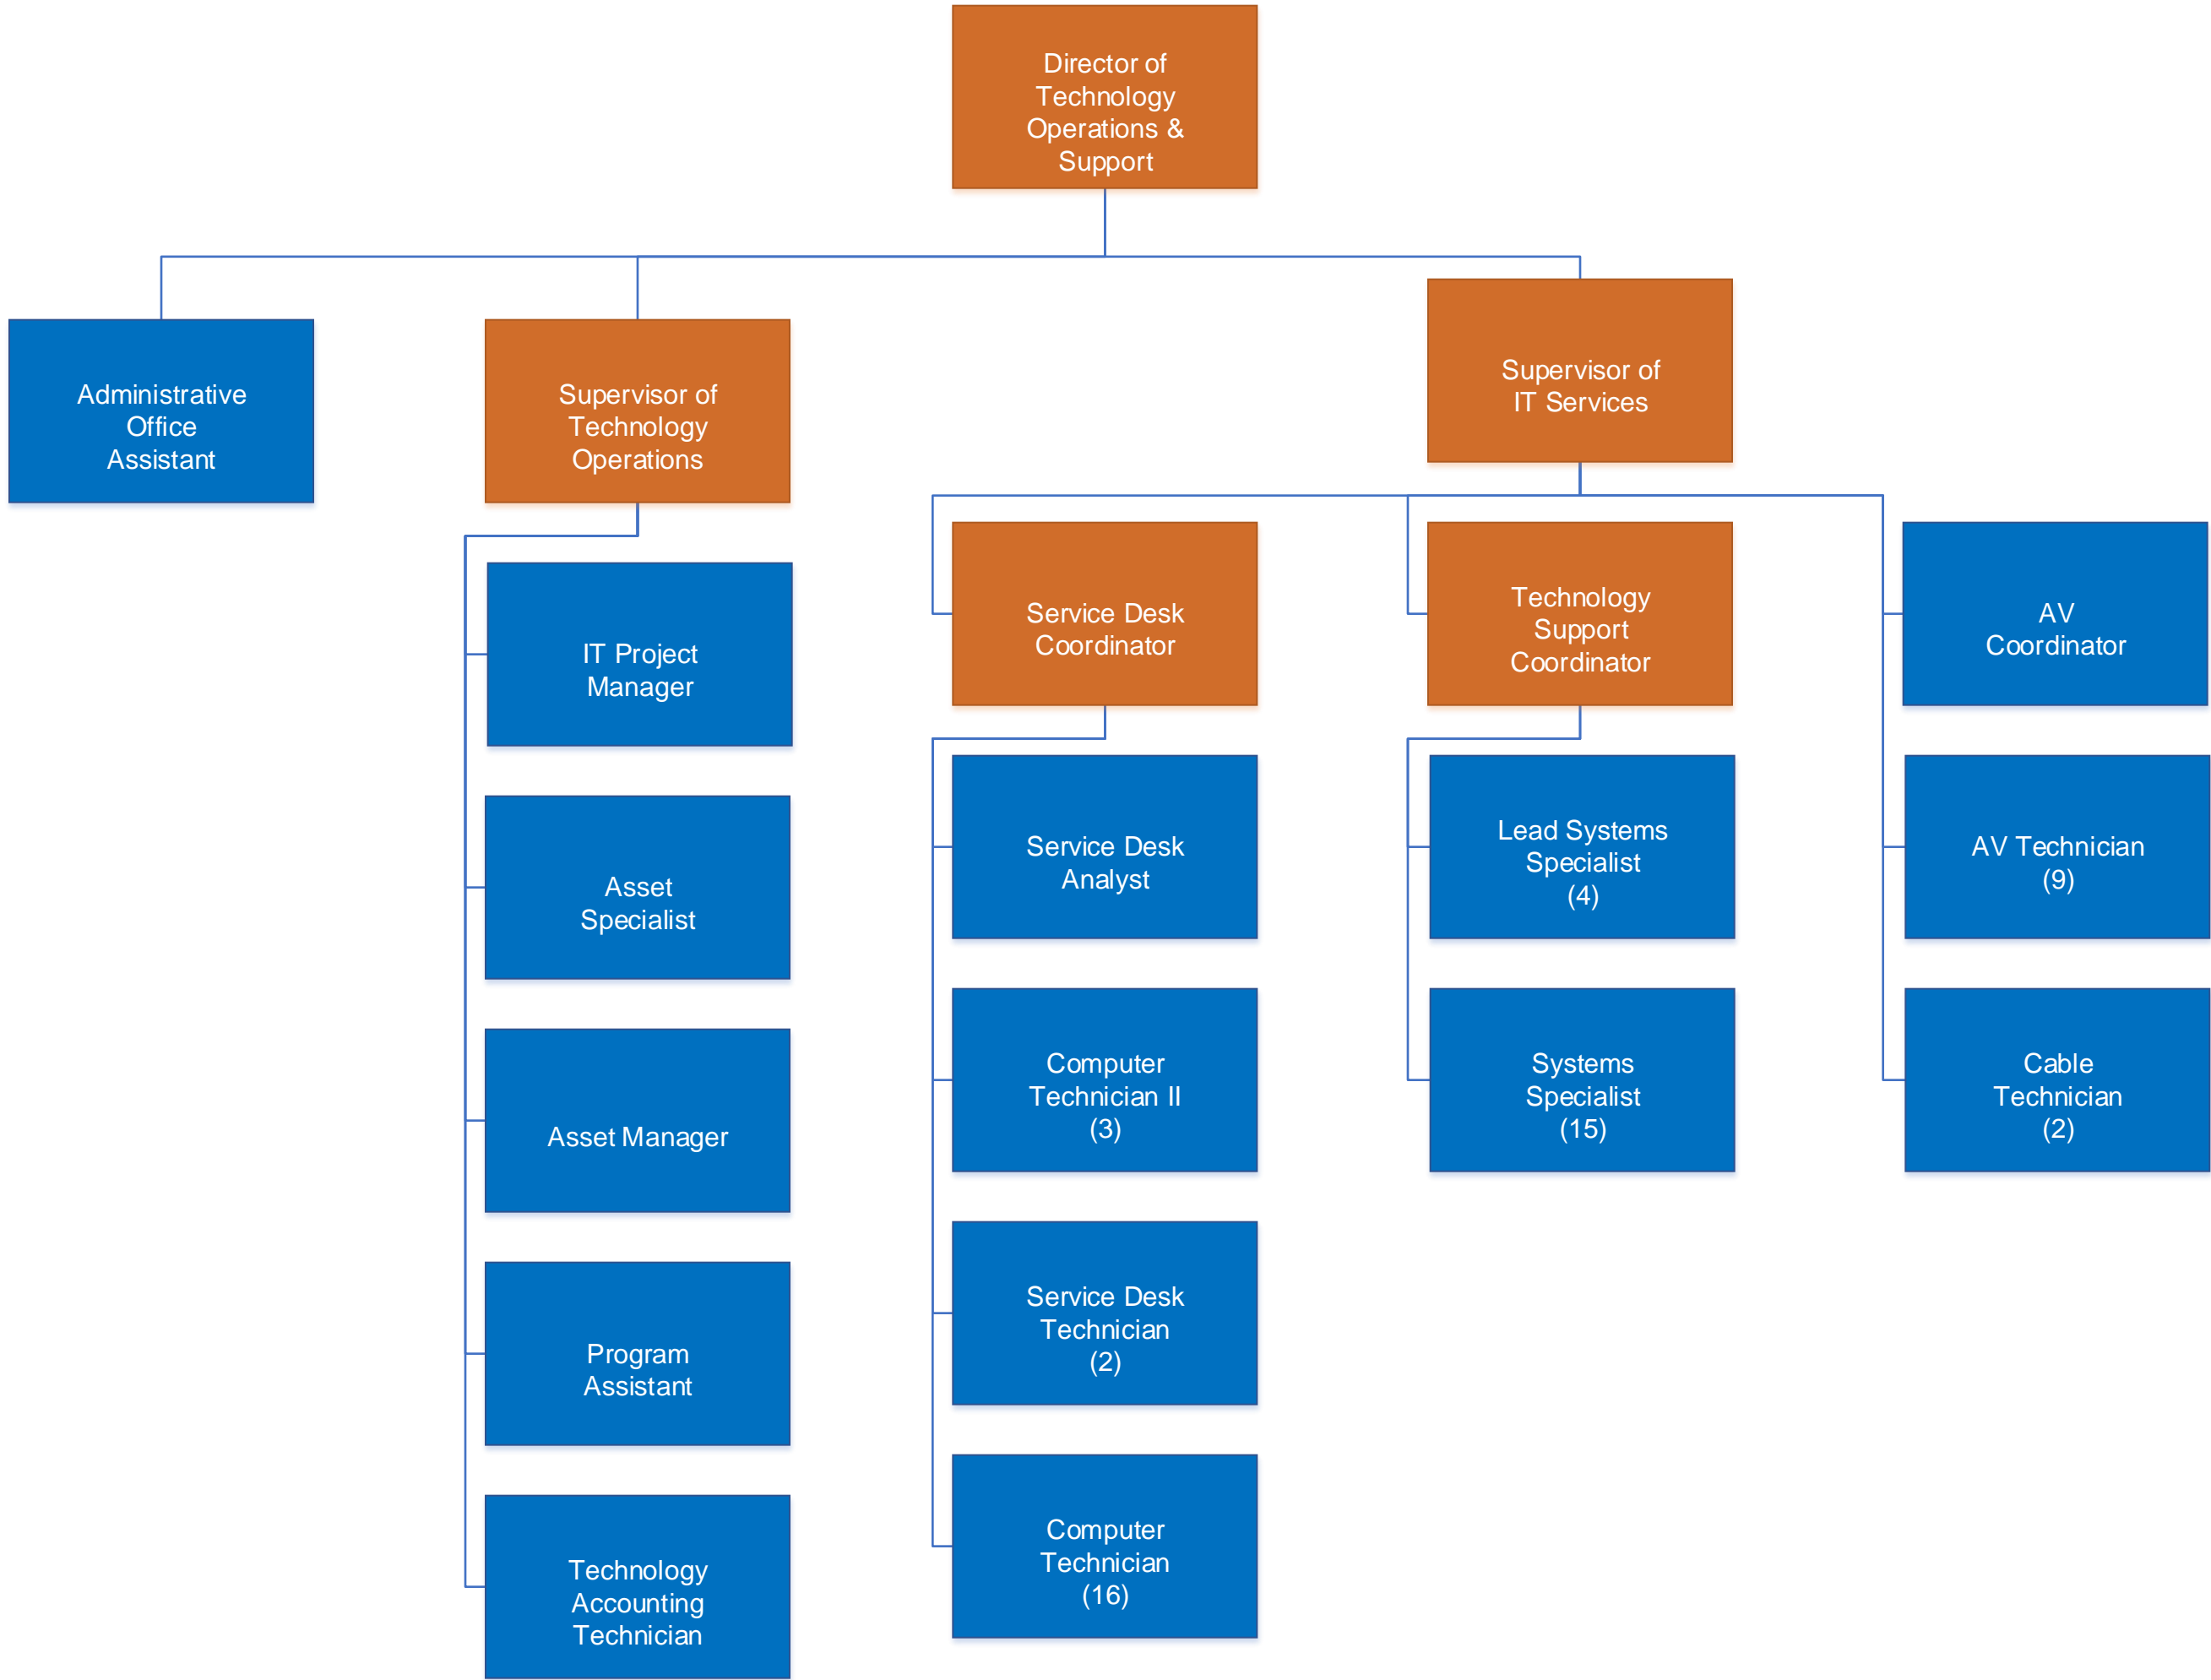 Director of
Technology
Operations &
Support
Administrative
Office
Assistant
Supervisor of
Technology
Operations
Supervisor of
IT Services
IT Project
Manager
Asset
Specialist
Asset Manager
Program
Assistant
Technology
Accounting
Technician
Service Desk
Coordinator
Service Desk
Analyst
Computer
Technician II
(3)
Service Desk
Technician
(2)
Computer
Technician
(16)
Technology
Support
Coordinator
Lead Systems
Specialist
(4)
Systems
Specialist
(15)
AV
Coordinator
AV Technician
(9)
Cable
Technician
(2)